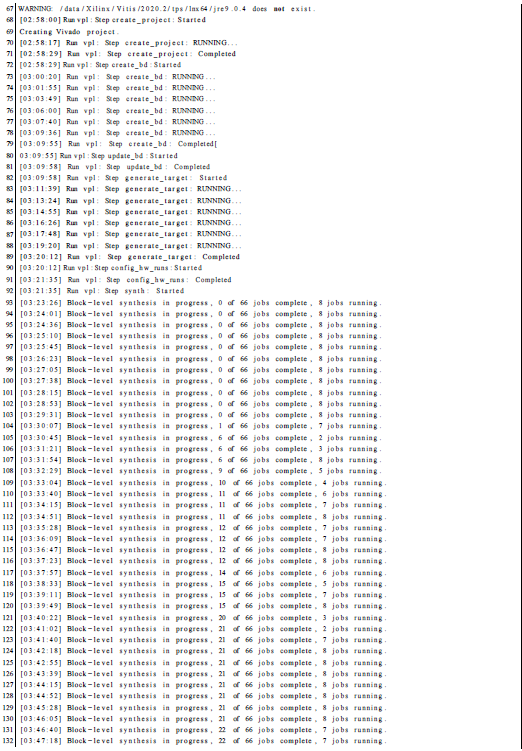 67 WARNING: /data/Xilinx/Vitis/2020.2/tps/lnx64/jre9.0.4 does not exist.
68 [02:58:00] Run vpl: Step create_project: Started
69 Creating Vivado project.
70 [02:58:17] Run vpl: Step create_project: RUNNING...
71 [02:58:29] Run vpl: Step create_project: Completed
72 [02:58:29] Run vpl: Step create_bd: Started
73 [03:00:20] Run vpl: Step create_bd: RUNNING...
74 [03:01:55] Run vpl: Step create_bd: RUNNING...
75 [03:03:49] Run vpl: Step create_bd: RUNNING...
76 [03:06:00] Run vpl: Step create_bd: RUNNING...
77 [03:07:40] Run vpl: Step create_bd: RUNNING...
78 [03:09:36] Run vpl: Step create_bd: RUNNING...
79 [03:09:55] Run vpl: Step create_bd: Completed[
80 03:09:55] Run vpl: Step update_bd: Started
81 [03:09:58] Run vpl: Step update_bd: Completed
82 [03:09:58] Run vpl: Step generate_target: Started
83 [03:11:39] Run vpl: Step generate_target: RUNNING...
84 [03:13:24] Run vpl: Step generate_target: RUNNING...
85 [03:14:55] Run vpl: Step generate_target: RUNNING...
86 [03:16:26] Run vpl: Step generate_target: RUNNING...
87 [03:17:48] Run vpl: Step generate_target: RUNNING...
88 [03:19:20] Run vpl: Step generate_target: RUNNING...
89 [03:20:12] Run vpl: Step generate_target: Completed
90 [03:20:12] Run vpl: Step config_hw_runs: Started
91 [03:21:35] Run vpl: Step config_hw_runs: Completed
92 [03:21:35] Run vpl: Step synth: Started
93 [03:23:26] Block-level synthesis in progress, 0 of 66 jobs complete, 8 jobs running.
94 [03:24:01] Block-level synthesis in progress, 0 of 66 jobs complete, 8 jobs running.
95 [03:24:36] Block-level synthesis in progress, 0 of 66 jobs complete, 8 jobs running.
96 [03:25:10] Block-level synthesis in progress, 0 of 66 jobs complete, 8 jobs running.
97 [03:25:45] Block-level synthesis in progress, 0 of 66 jobs complete, 8 jobs running.
98 [03:26:23] Block-level synthesis in progress, 0 of 66 jobs complete, 8 jobs running.
99 [03:27:05] Block-level synthesis in progress, 0 of 66 jobs complete, 8 jobs running.
100 [03:27:38] Block-level synthesis in progress, 0 of 66 jobs complete, 8 jobs running.
101 [03:28:15] Block-level synthesis in progress, 0 of 66 jobs complete, 8 jobs running.
102 [03:28:53] Block-level synthesis in progress, 0 of 66 jobs complete, 8 jobs running.
103 [03:29:31] Block-level synthesis in progress, 0 of 66 jobs complete, 8 jobs running.
104 [03:30:07] Block-level synthesis in progress, 1 of 66 jobs complete, 7 jobs running.
105 [03:30:45] Block-level synthesis in progress, 6 of 66 jobs complete, 2 jobs running.
106 [03:31:21] Block-level synthesis in progress, 6 of 66 jobs complete, 3 jobs running.
107 [03:31:54] Block-level synthesis in progress, 6 of 66 jobs complete, 8 jobs running.
108 [03:32:29] Block-level synthesis in progress, 9 of 66 jobs complete, 5 jobs running.
109 [03:33:04] Block-level synthesis in progress, 10 of 66 jobs complete, 4 jobs running.
110 [03:33:40] Block-level synthesis in progress, 11 of 66 jobs complete, 6 jobs running.
111 [03:34:15] Block-level synthesis in progress, 11 of 66 jobs complete, 7 jobs running.
112 [03:34:51] Block-level synthesis in progress, 11 of 66 jobs complete, 8 jobs running.
113 [03:35:28] Block-level synthesis in progress, 12 of 66 jobs complete, 7 jobs running.
114 [03:36:09] Block-level synthesis in progress, 12 of 66 jobs complete, 7 jobs running.
115 [03:36:47] Block-level synthesis in progress, 12 of 66 jobs complete, 8 jobs running.
116 [03:37:23] Block-level synthesis in progress, 12 of 66 jobs complete, 8 jobs running.
117 [03:37:57] Block-level synthesis in progress, 14 of 66 jobs complete, 6 jobs running.
118 [03:38:33] Block-level synthesis in progress, 15 of 66 jobs complete, 5 jobs running.
119 [03:39:11] Block-level synthesis in progress, 15 of 66 jobs complete, 7 jobs running.
120 [03:39:49] Block-level synthesis in progress, 15 of 66 jobs complete, 8 jobs running.
121 [03:40:22] Block-level synthesis in progress, 20 of 66 jobs complete, 3 jobs running.
122 [03:41:02] Block-level synthesis in progress, 21 of 66 jobs complete, 2 jobs running.
123 [03:41:40] Block-level synthesis in progress, 21 of 66 jobs complete, 7 jobs running.
124 [03:42:18] Block-level synthesis in progress, 21 of 66 jobs complete, 8 jobs running.
125 [03:42:55] Block-level synthesis in progress, 21 of 66 jobs complete, 8 jobs running.
126 [03:43:39] Block-level synthesis in progress, 21 of 66 jobs complete, 8 jobs running.
127 [03:44:15] Block-level synthesis in progress, 21 of 66 jobs complete, 8 jobs running.
128 [03:44:52] Block-level synthesis in progress, 21 of 66 jobs complete, 8 jobs running.
129 [03:45:28] Block-level synthesis in progress, 21 of 66 jobs complete, 8 jobs running.
130 [03:46:05] Block-level synthesis in progress, 21 of 66 jobs complete, 8 jobs running.
131 [03:46:40] Block-level synthesis in progress, 22 of 66 jobs complete, 7 jobs running.
132 [03:47:18] Block-level synthesis in progress, 22 of 66 jobs complete, 7 jobs running.